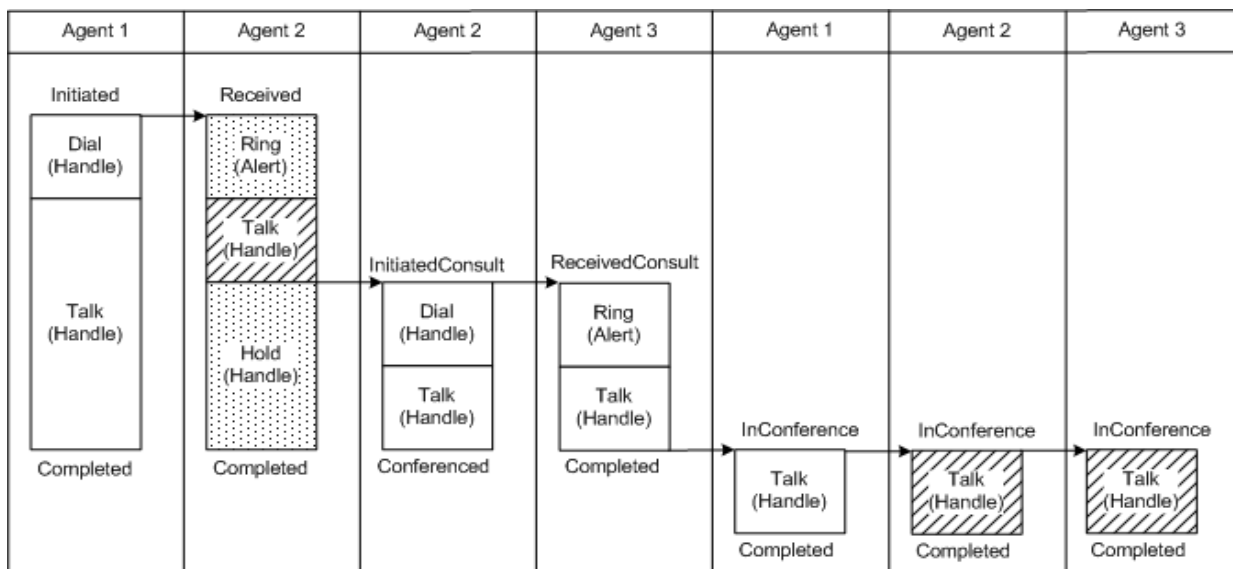 Agent 1
Agent 2
Agent 2
Agent 3
Agent 1
Agent 2
Agent 3
Initiated
Dial
(Handle)
Talk
(Handle)
Completed
Received
Ring
(Alert)
Talk
(Handle)
Hold
(Handle)
Completed
InitiatedConsult
Dial
(Handle)
Talk
(Handle)
Conferenced
ReceivedConsult
Ring
(Alert)
Talk
(Handle)
Completed
InConference
Talk
(Handle)
Completed
InConference
Talk
(Handle)
Completed
InConference
Talk
(Handle)
Completed